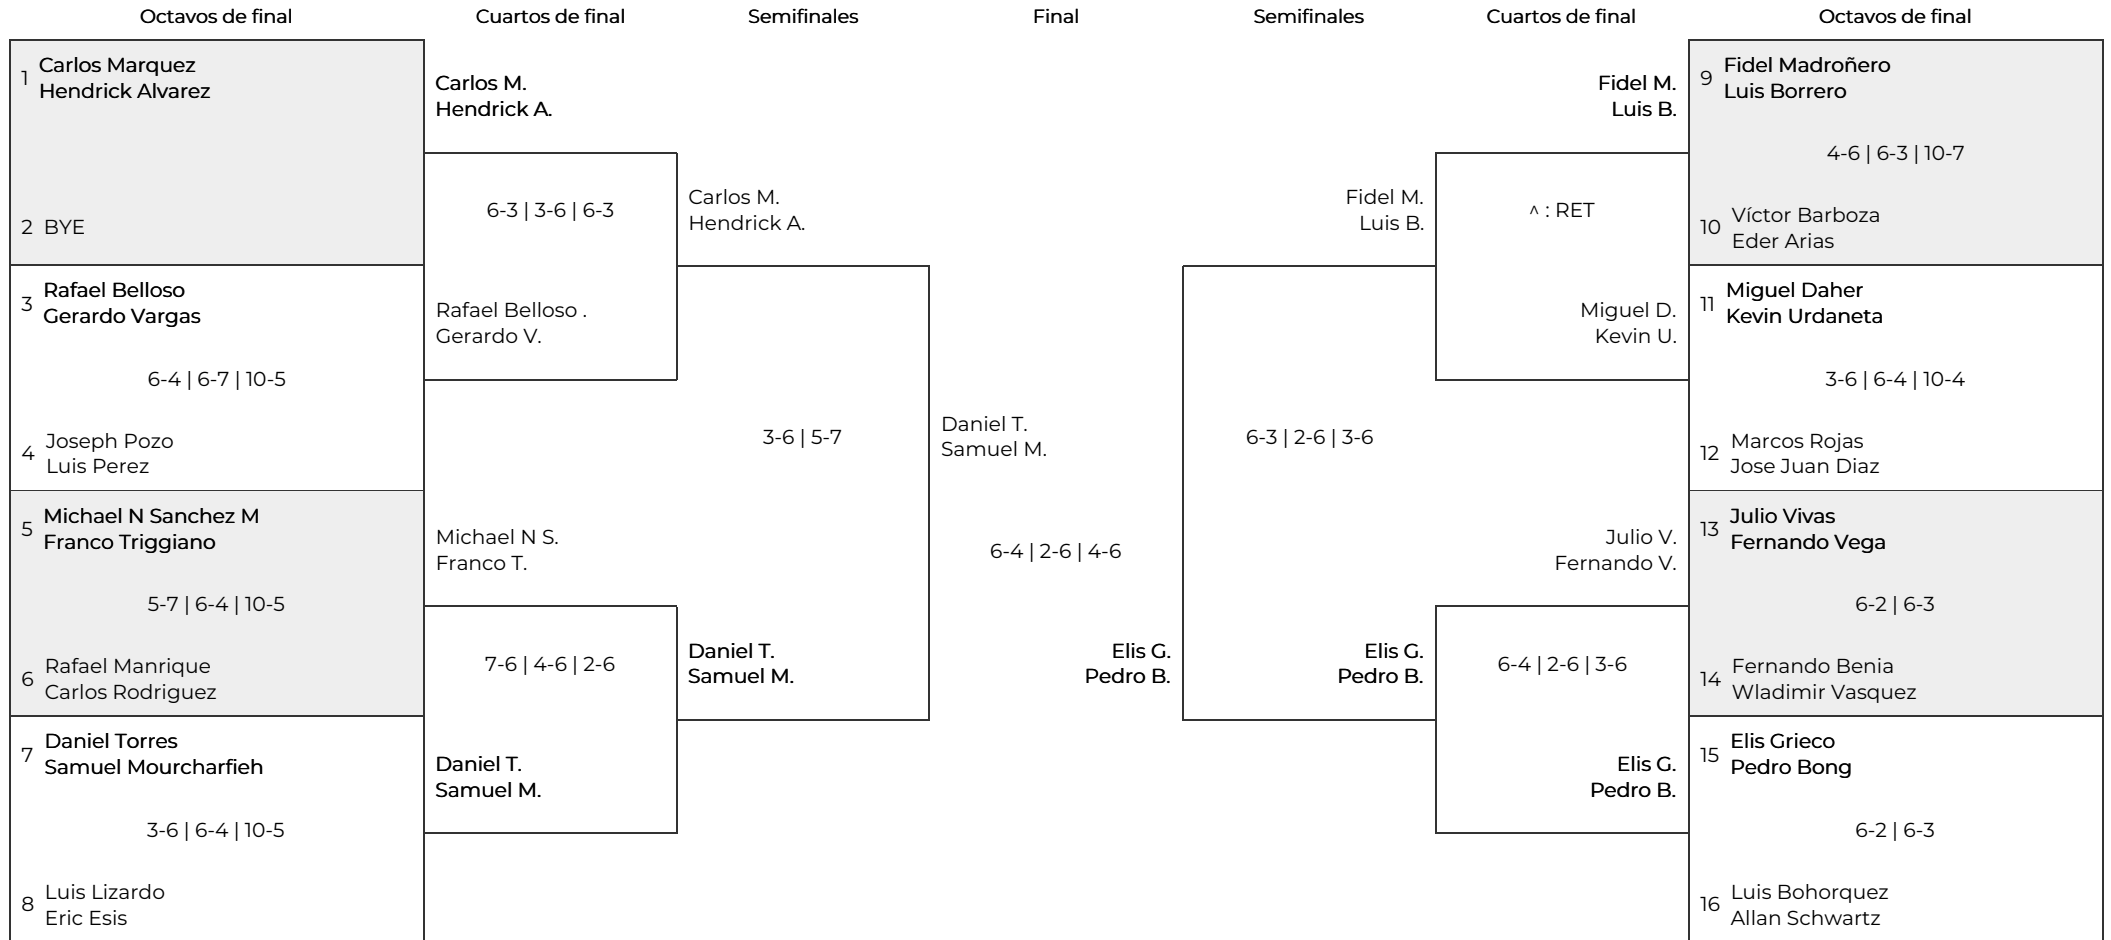 Octavos de final
Cuartos de final
Semifinales
Final
Semifinales
Cuartos de final
Octavos de final
1
Carlos Marquez
Hendrick Alvarez
2 BYE
3
Rafael Belloso
Gerardo Vargas
6-4 | 6-7 | 10-5
4
Joseph Pozo
Luis Perez
5
Michael N Sanchez M
Franco Triggiano
5-7 | 6-4 | 10-5
6
Rafael Manrique
Carlos Rodriguez
7
Daniel Torres
Samuel Mourcharfieh
3-6 | 6-4 | 10-5
8
Luis Lizardo
Eric Esis
Carlos M.
Hendrick A.
6-3 | 3-6 | 6-3
Rafael Belloso .
Gerardo V.
Michael N S.
Franco T.
7-6 | 4-6 | 2-6
Daniel T.
Samuel M.
Carlos M.
Hendrick A.
3-6 | 5-7
Daniel T.
Samuel M.
Daniel T.
Samuel M.
6-4 | 2-6 | 4-6
Elis G.
Pedro B.
Fidel M.
Luis B.
6-3 | 2-6 | 3-6
Elis G.
Pedro B.
Fidel M.
Luis B.
^ : RET
Miguel D.
Kevin U.
Julio V.
Fernando V.
6-4 | 2-6 | 3-6
Elis G.
Pedro B.
9
Fidel Madroñero
Luis Borrero
4-6 | 6-3 | 10-7
10
Víctor Barboza
Eder Arias
11
Miguel Daher
Kevin Urdaneta
3-6 | 6-4 | 10-4
12
Marcos Rojas
Jose Juan Diaz
13
Julio Vivas
Fernando Vega
6-2 | 6-3
14
Fernando Benia
Wladimir Vasquez
15
Elis Grieco
Pedro Bong
6-2 | 6-3
16
Luis Bohorquez
Allan Schwartz